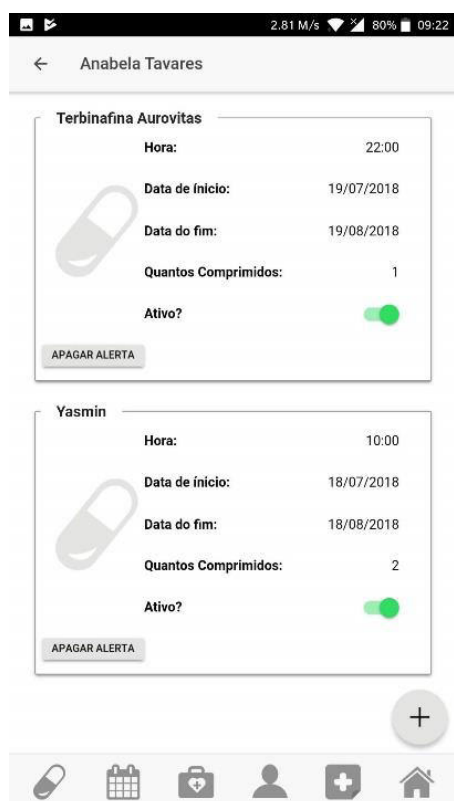 2.81 M/s 80% 09:22
Anabela Tavares
Terbinafina Aurovitas
Hora: 22:00
Data de ínicio: 19/07/2018
Data do fim: 19/08/2018
Quantos Comprimidos: 1
Ativo?
APAGAR ALERTA
Yasmin
Hora: 10:00
Data de ínicio: 18/07/2018
Data do fim: 18/08/2018
Quantos Comprimidos: 2
Ativo?
APAGAR ALERTA